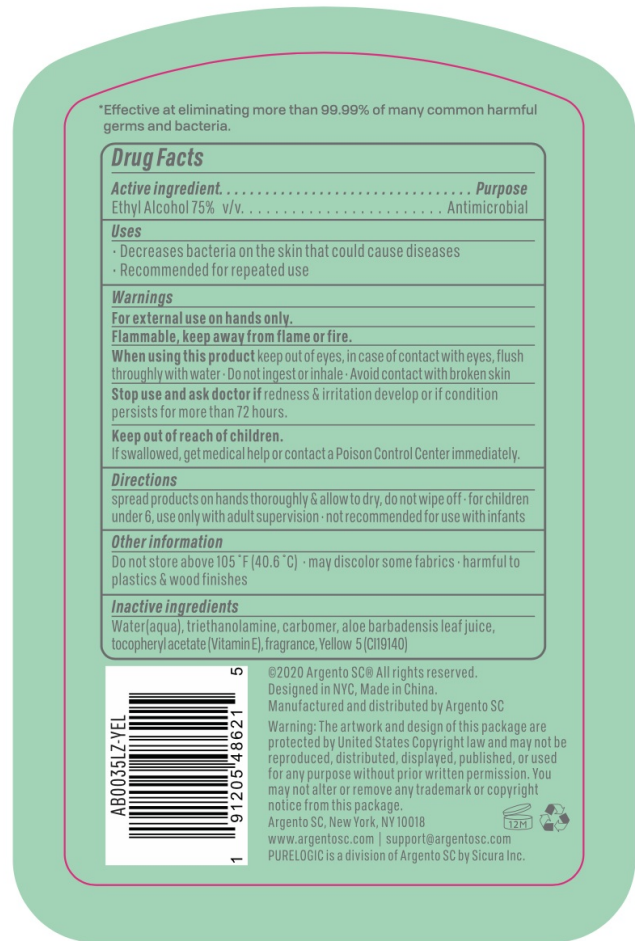 *Effective at eliminating more than 99.99% of many common harmful
germs and bacteria.
Drug Facts
Active ingredient. . . . . . . . . . . . . . . . . . . . . . . . . . . . . . . . Purpose
Ethyl Alcohol 75% v/v. . . . . . . . . . . . . . . . . . . . . . . . Antimicrobial
Uses
· Decreases bacteria on the skin that could cause diseases
· Recommended for repeated use
Warnings
For external use on hands only.
Flammable, keep away from flame or fire.
When using this product keep out of eyes, in case of contact with eyes, flush
throughly with water · Do not ingest or inhale · Avoid contact with broken skin
Stop use and ask doctor if redness & irritation develop or if condition
persists for more than 72 hours.
Keep out of reach of children.
If swallowed, get medical help or contact a Poison Control Center immediately.
Directions
spread products on hands thoroughly & allow to dry, do not wipe off · for children
under 6, use only with adult supervision · not recommended for use with infants
Other information
Do not store above 105˚F (40.6˚C) · may discolor some fabrics · harmful to
plastics & wood finishes
Inactive ingredients
Water(aqua), triethanolamine, carbomer, aloe barbadensis leaf juice,
tocopheryl acetate (Vitamin E), fragrance, Yellow 5 (CI19140)
AB0035LZ-YEL
1 91205 48621 5
©2020 Argento SC® All rights reserved.
Designed in NYC, Made in China.
Manufactured and distributed by Argento SC
Warning: The artwork and design of this package are
protected by United States Copyright law and may not be
reproduced, distributed, displayed, published, or used
for any purpose without prior written permission. You
may not alter or remove any trademark or copyright
notice from this package.
Argento SC, New York, NY 10018
www.argentosc.com | support@argentosc.com
PURELOGIC is a division of Argento SC by Sicura Inc.
12M